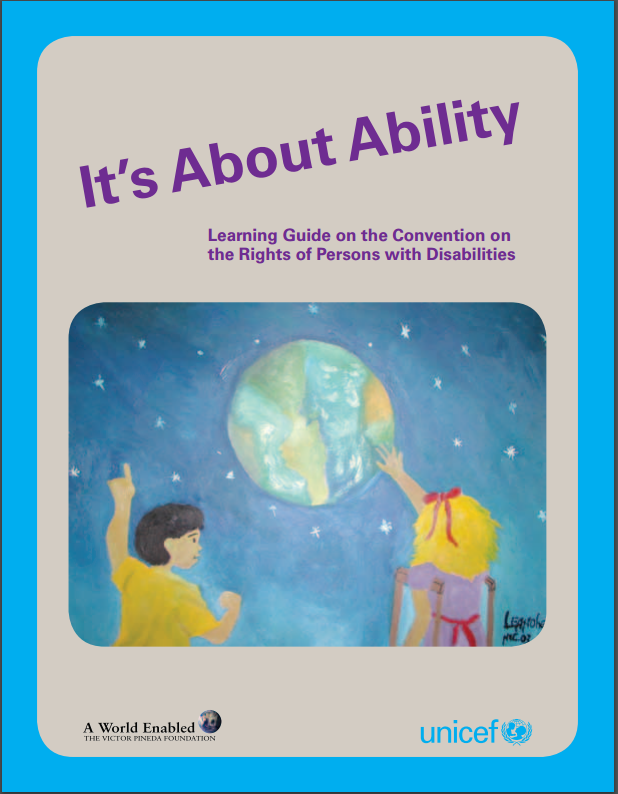 It's About Ability
Learning Guide on the Convention on
the Rights of Persons with Disabilities
A World Enabled
THE VICTOR PINEDA FOUNDATION
unicef